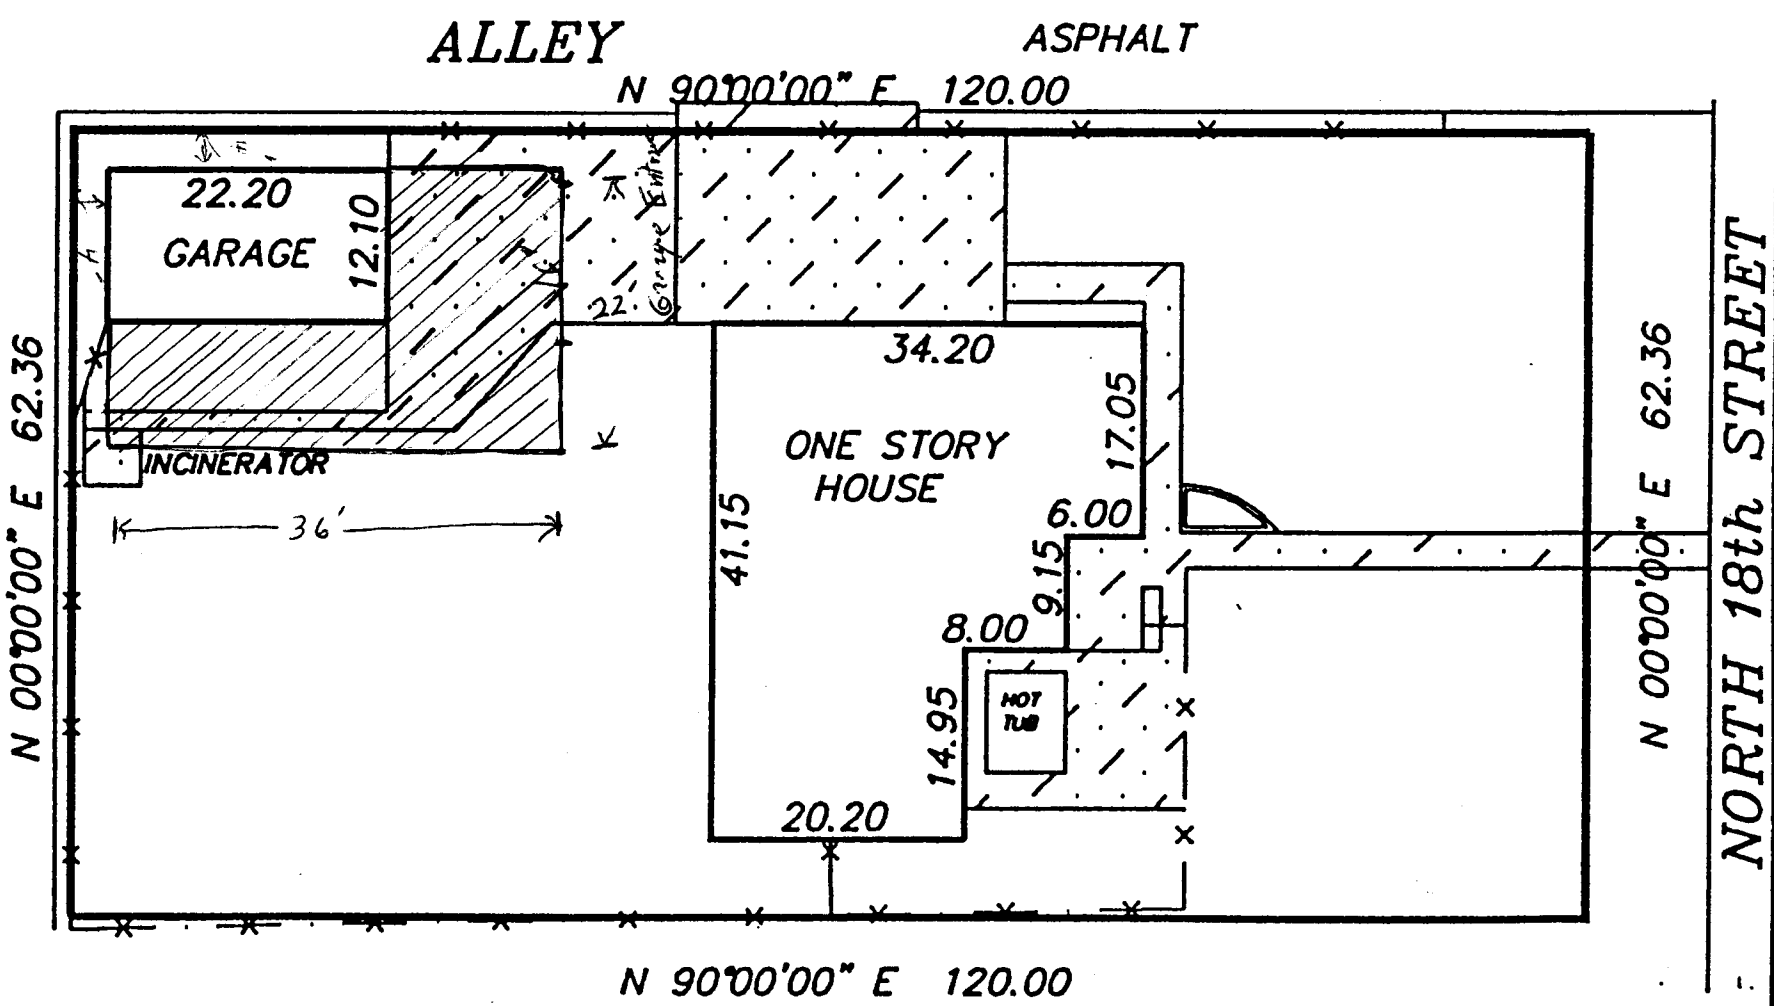 ALLEY
ASPHALT
N 90°00'00" E 120.00
22.20
GARAGE
12.10
Garage Entry
22'
34.20
17.05
ONE STORY
HOUSE
41.15
6.00
9.15
8.00
HOT
TUB
14.95
20.20
INCINERATOR
36'
N 00°00'00" E 62.36
N 00°00'00" E 62.36
NORTH 18th STREET
N 90°00'00" E 120.00